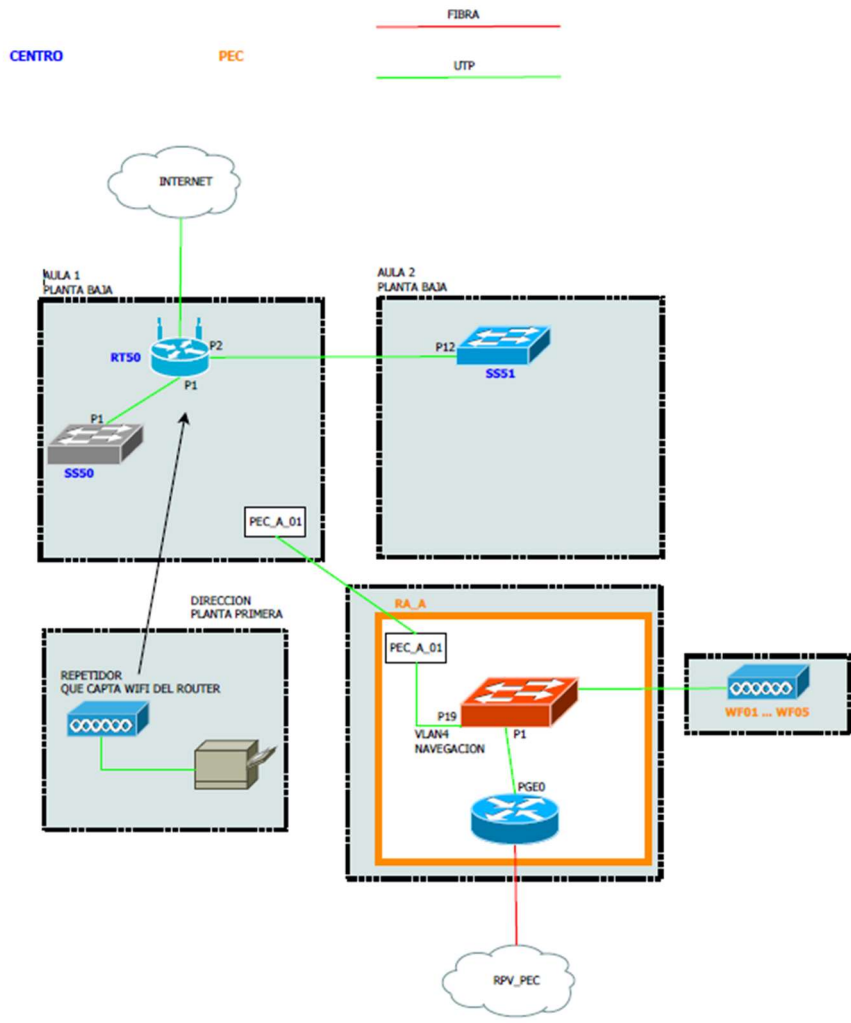 FIBRA
CENTRO
PEC
UTP
INTERNET
AULA 1
PLANTA BAJA
AULA 2
PLANTA BAJA
RT50
P2
P1
P12
SS51
P1
SS50
PEC_A_01
DIRECCION
PLANTA PRIMERA
REPETIDOR
QUE CAPTA WIFI DEL ROUTER
RA_A
PEC_A_01
P19
VLAN4
NAVEGACION
P1
PGE0
WF01 ... WF05
RPV_PEC